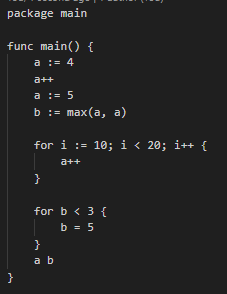 package main
func main() {
a := 4
a++
a := 5
b := max(a, a)
for i := 10; i < 20; i++ {
a++
}
for b < 3 {
b = 5
}
a b
}